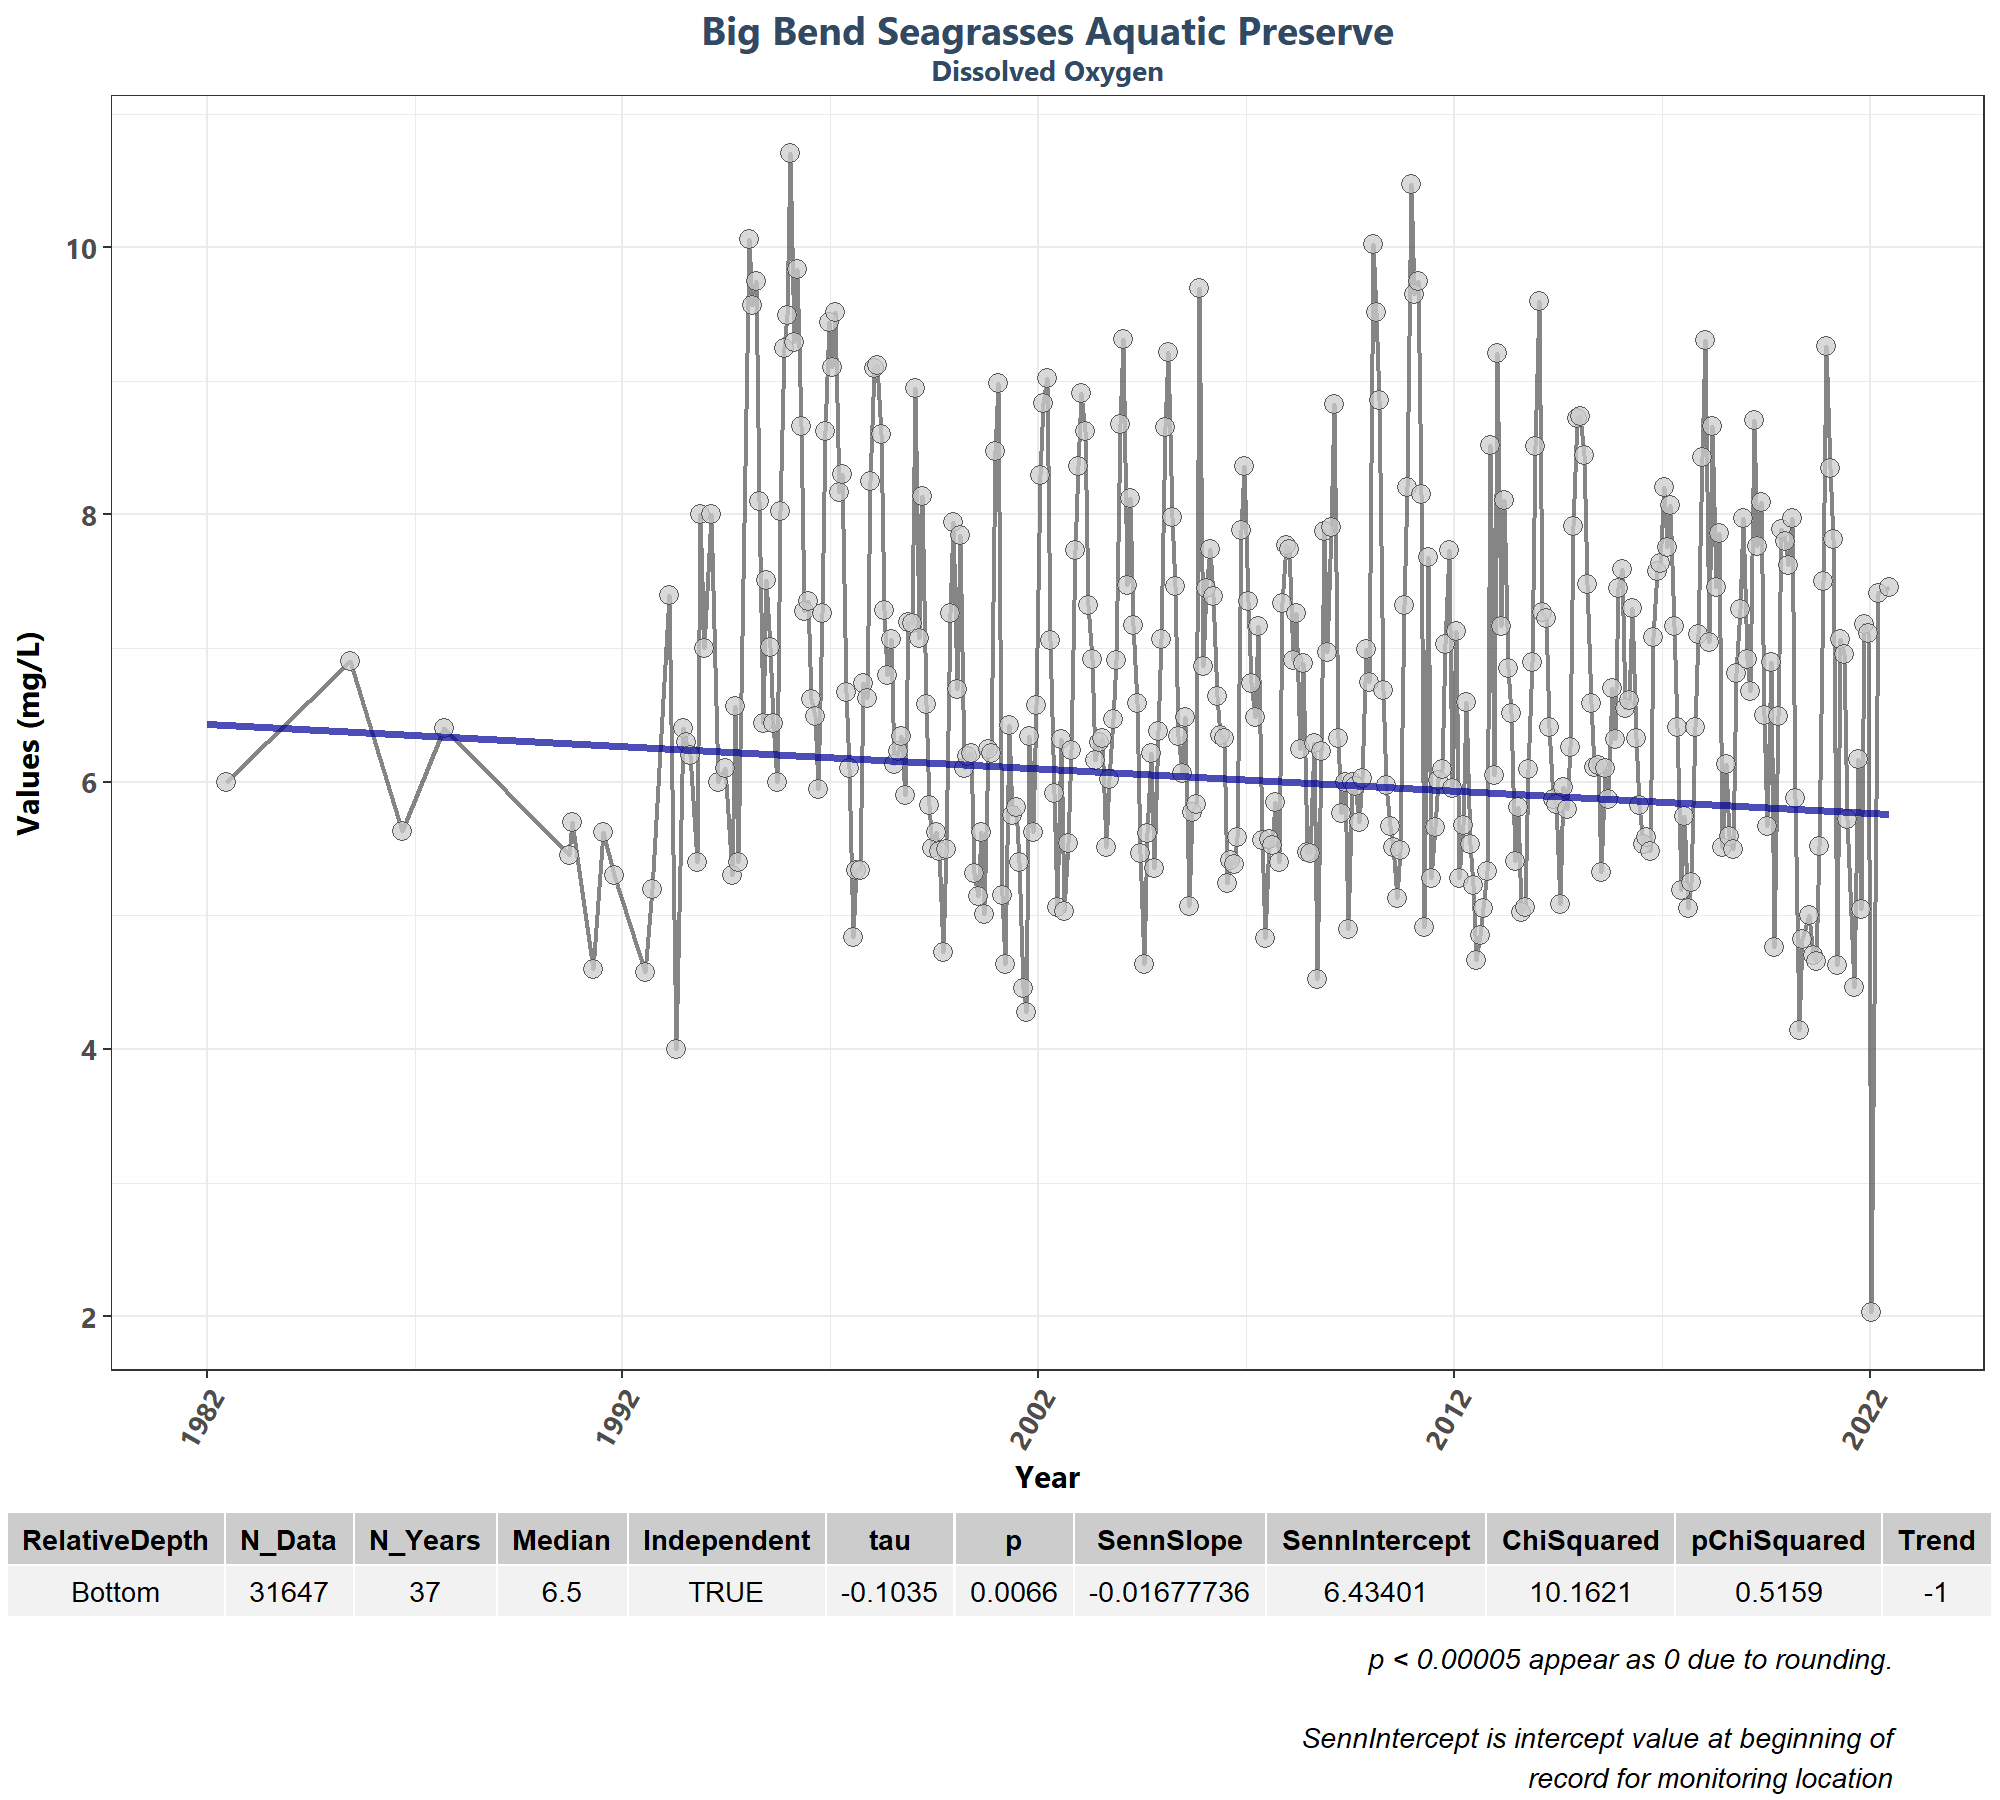 Big Bend Seagrasses Aquatic Preserve
Dissolved Oxygen
Values (mg/L)
10
8
6
4
2
1982 1992 2002 2012 2022
Year
RelativeDepth N_Data N_Years Median Independent tau p SennSlope SennIntercept ChiSquared pChiSquared Trend
Bottom 31647 37 6.5 TRUE -0.1035 0.0066 -0.01677736 6.43401 10.1621 0.5159 -1
p < 0.00005 appear as 0 due to rounding.
SennIntercept is intercept value at beginning of
record for monitoring location